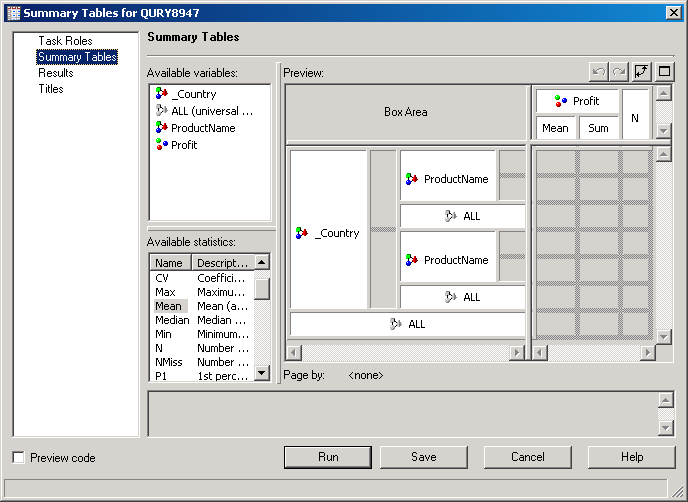 Summary Tables for QURY8947
Task Roles
Summary Tables
Results
Titles
Summary Tables
Available variables:
_Country
ALL (universal ...
ProductName
Profit
Available statistics:
Name Descript...
CV Coeffici...
Max Maximu...
Mean Mean (a...
Median Median ...
Min Minimum...
N Number ...
NMiss Number ...
P1 1st perc...
Preview:
Box Area
Profit
N
Mean Sum
ProductName
ALL
_Country
ProductName
ALL
ALL
Page by: <none>
Preview code
Run Save Cancel Help